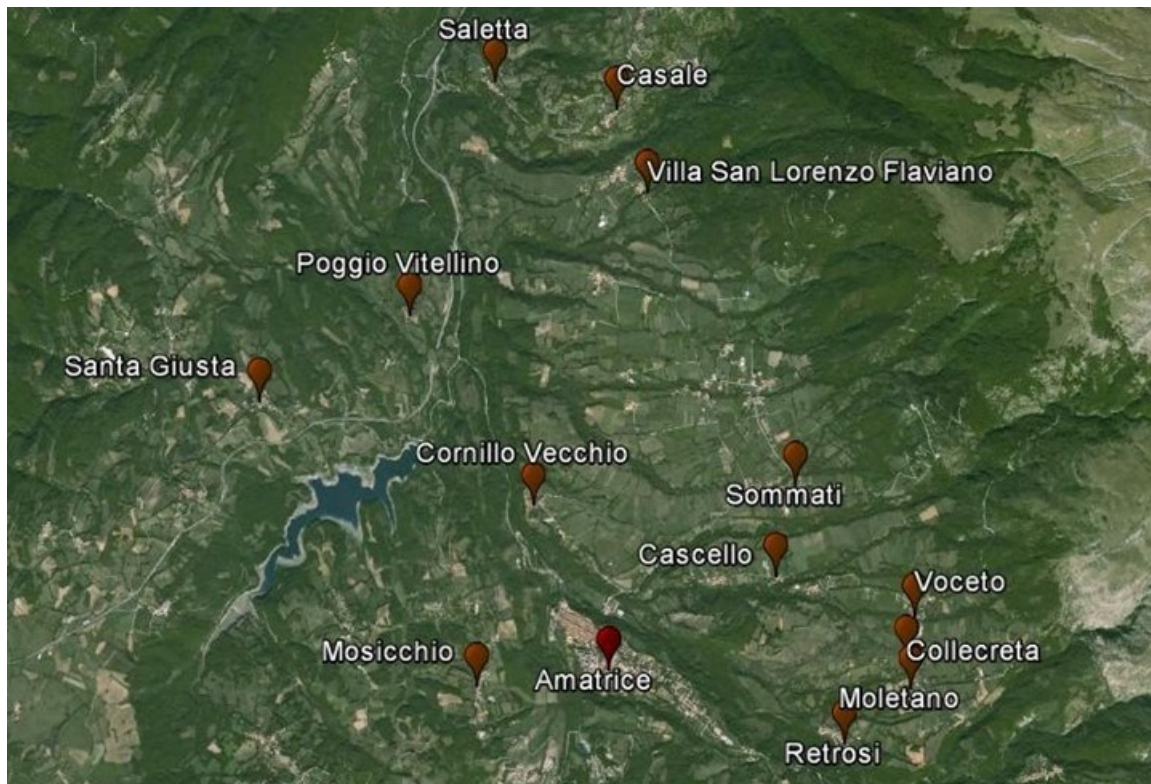 Saletta
Casale
Villa San Lorenzo Flaviano
Poggio Vitellino
Santa Giusta
Cornillo Vecchio
Sommati
Cascello
Voceto
Mosicchio
Collecreta
Amatrice
Moletano
Retrosi